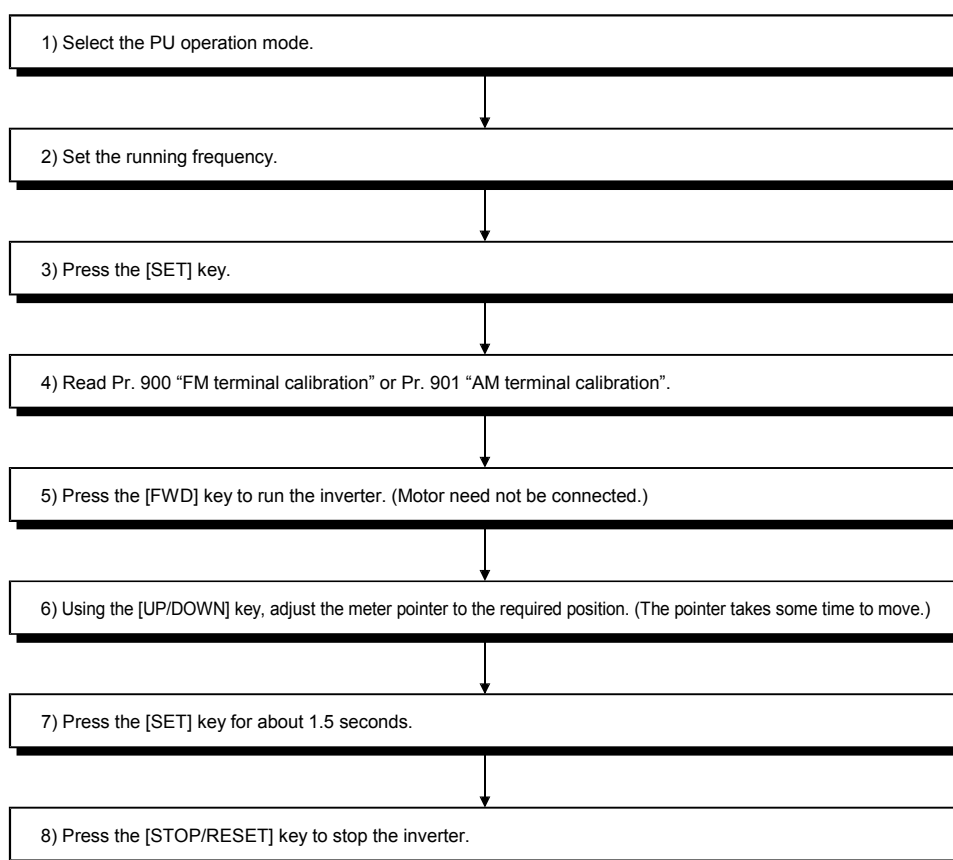 1) Select the PU operation mode.
2) Set the running frequency.
3) Press the [SET] key.
4) Read Pr. 900 “FM terminal calibration” or Pr. 901 “AM terminal calibration”.
5) Press the [FWD] key to run the inverter. (Motor need not be connected.)
6) Using the [UP/DOWN] key, adjust the meter pointer to the required position. (The pointer takes some time to move.)
7) Press the [SET] key for about 1.5 seconds.
8) Press the [STOP/RESET] key to stop the inverter.